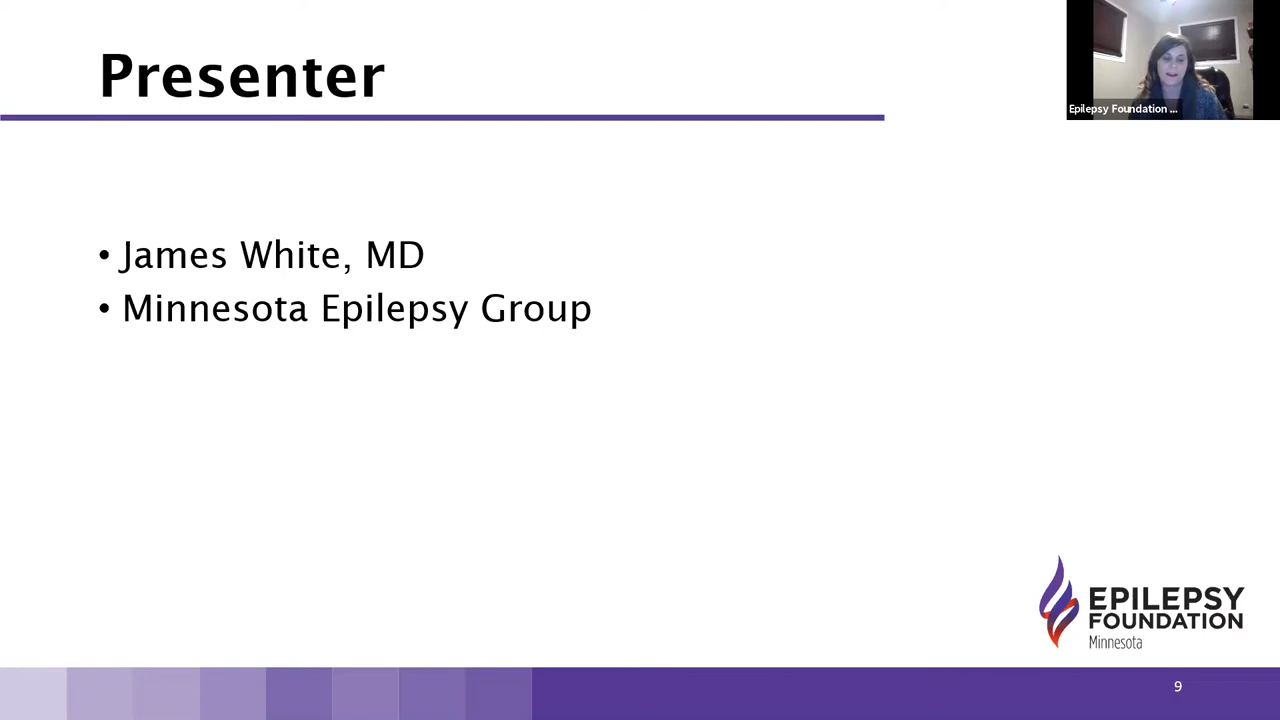 Presenter
Epilepsy Foundation ...
• James White, MD
• Minnesota Epilepsy Group
EPILEPSY
FOUNDATION
Minnesota
9